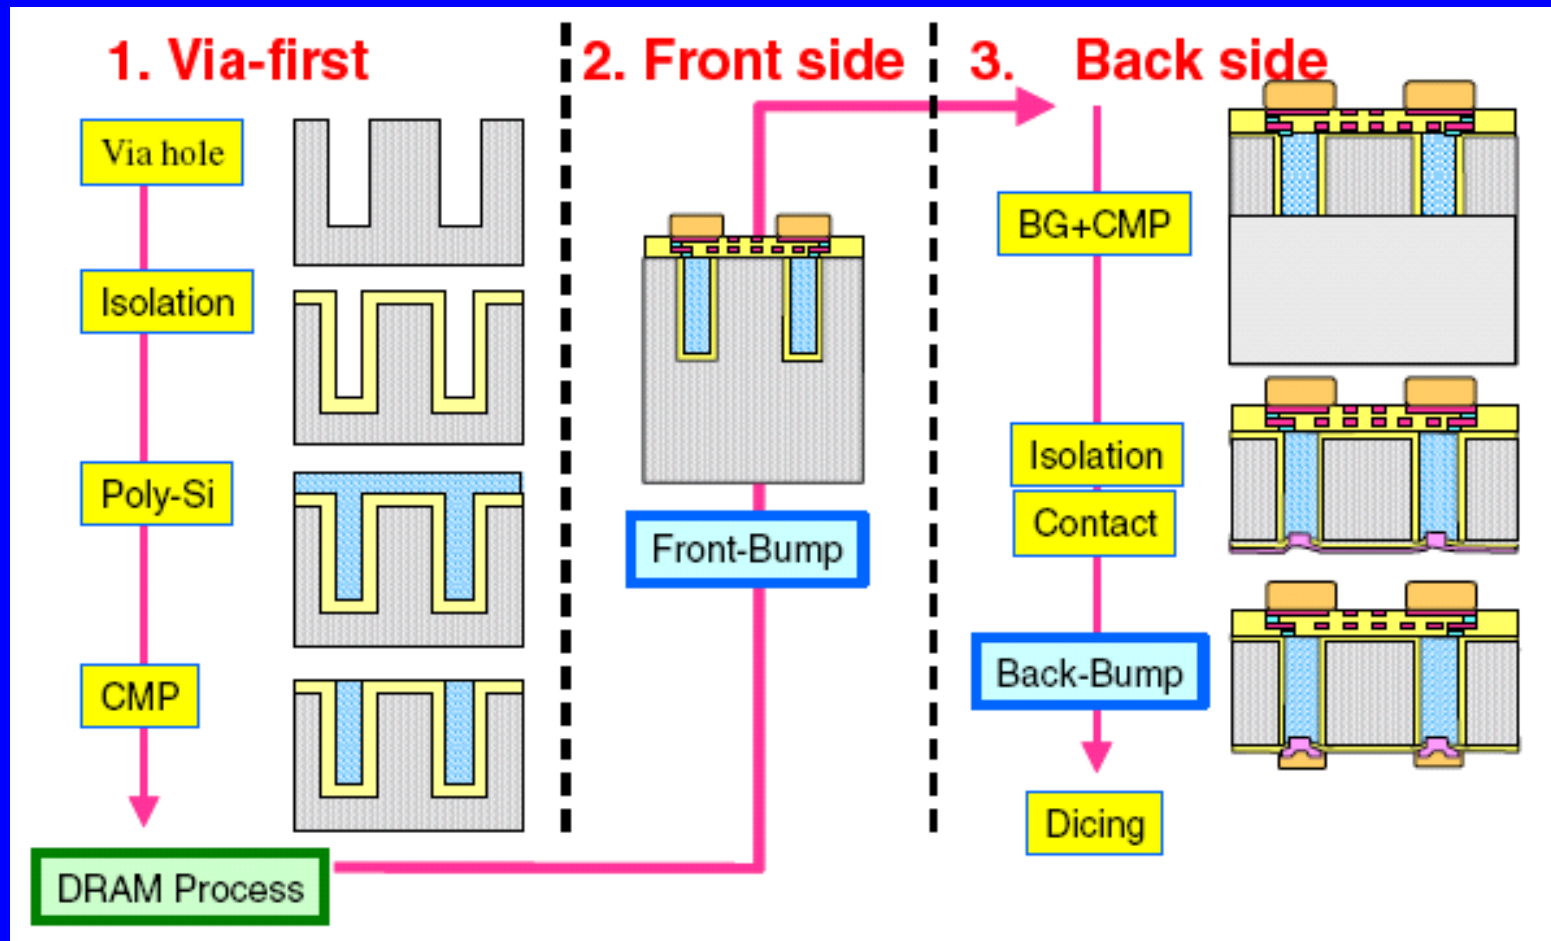 1. Via-first
Via hole
Isolation
Poly-Si
CMP
DRAM Process
2. Front side
Front-Bump
3. Back side
BG+CMP
Isolation
Contact
Back-Bump
Dicing